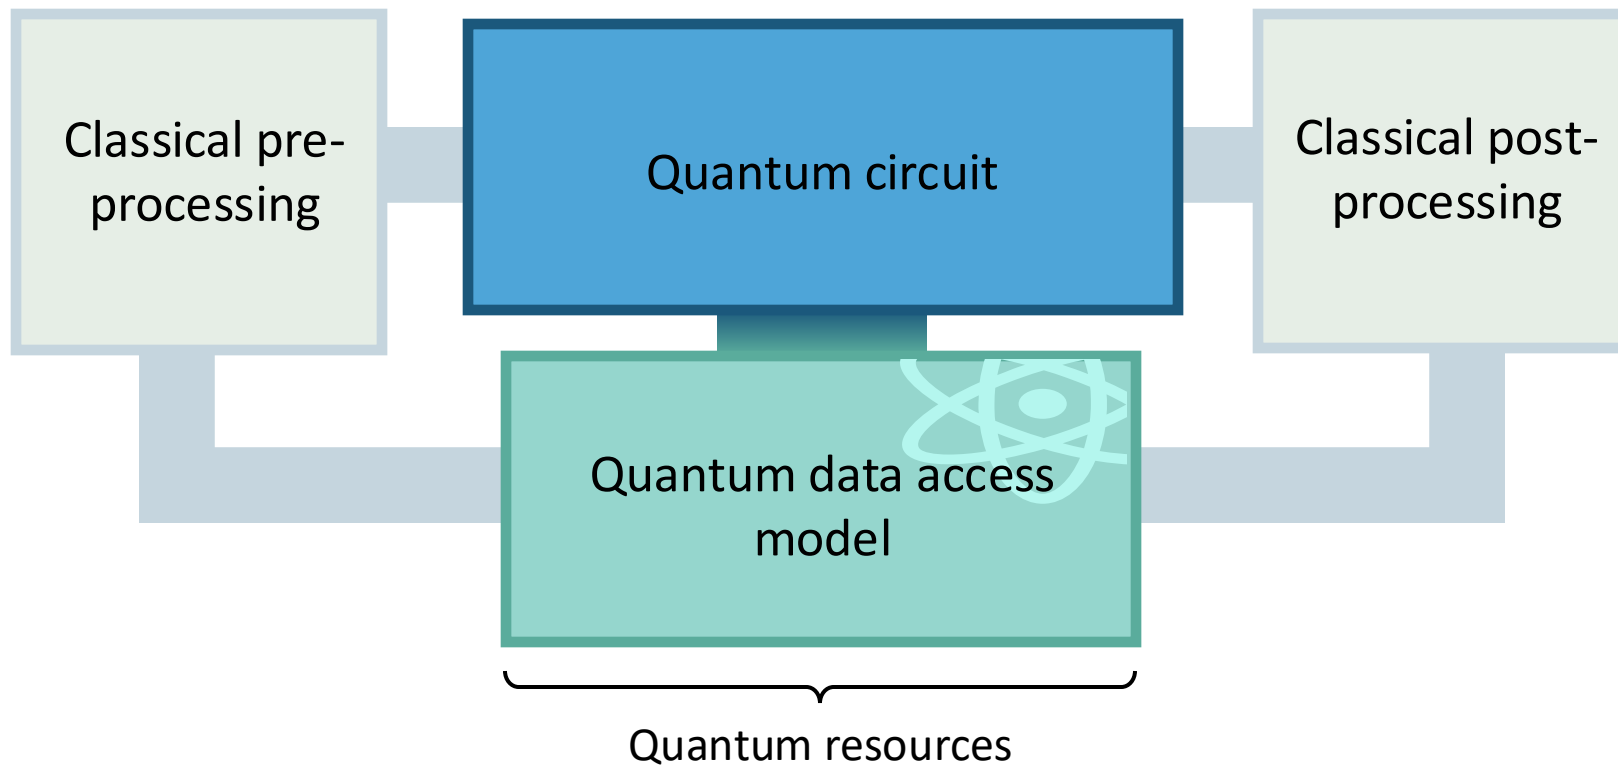 Classical pre-
processing
Quantum circuit
Classical post-
processing
Quantum data access
model
Quantum resources